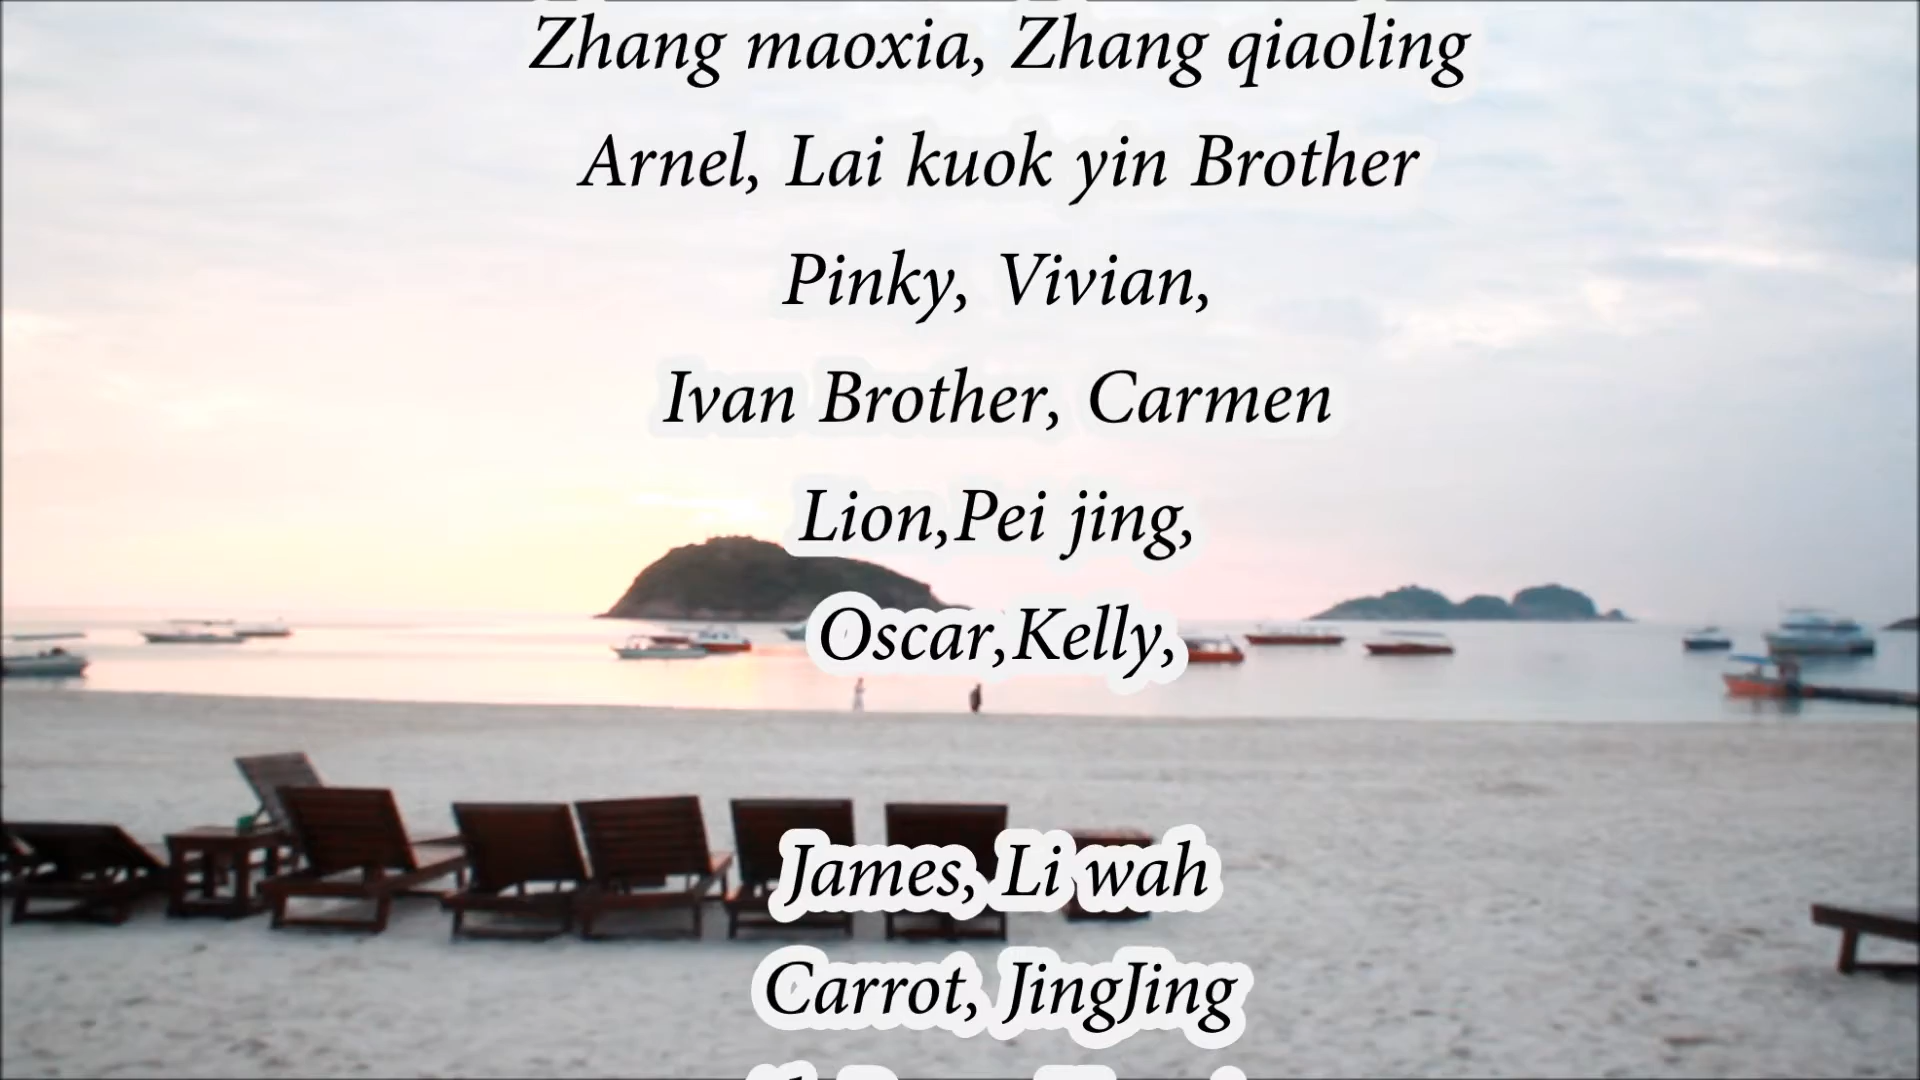 Zhang maoxia, Zhang qiaoling
Arnel, Lai kuok yin Brother
Pinky, Vivian,
Ivan Brother, Carmen
Lion,Pei jing,
Oscar,Kelly,
James, Li wah
Carrot, JingJing